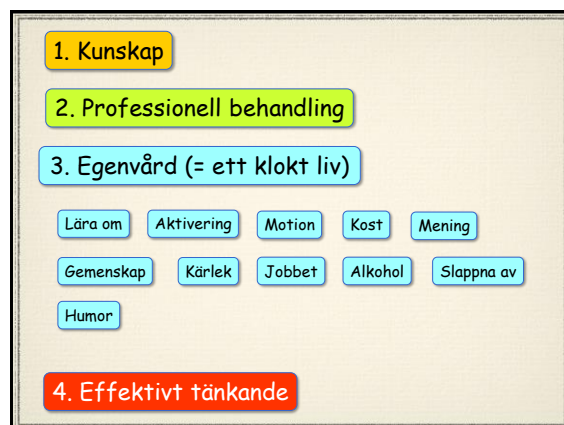 1. Kunskap
2. Professionell behandling
3. Egenvård (= ett klokt liv)
Lära om Aktivering Motion Kost Mening
Gemenskap Kärlek Jobbet Alkohol Slappna av
Humor
4. Effektivt tänkande